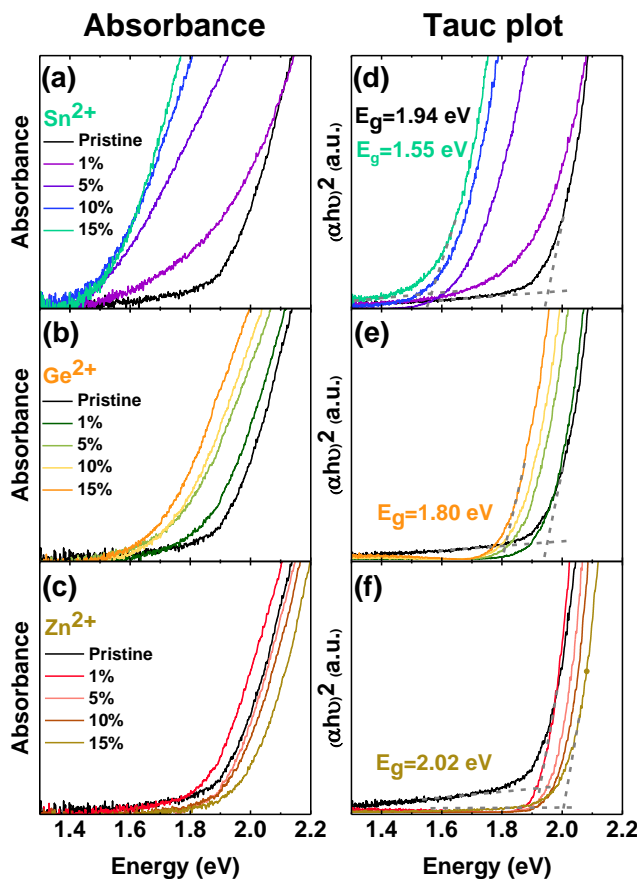 Absorbance
Tauc plot
(a)
Sn2+
Pristine
1%
5%
10%
15%
Absorbance
(d)
Eg=1.94 eV
Eg=1.55 eV
(αhυ)2 (a.u.)
(b)
Ge2+
Pristine
1%
5%
10%
15%
Absorbance
(e)
Eg=1.80 eV
(αhυ)2 (a.u.)
(c)
Zn2+
Pristine
1%
5%
10%
15%
Absorbance
1.4 1.6 1.8 2.0 2.2
Energy (eV)
(f)
Eg=2.02 eV
(αhυ)2 (a.u.)
1.4 1.6 1.8 2.0 2.2
Energy (eV)